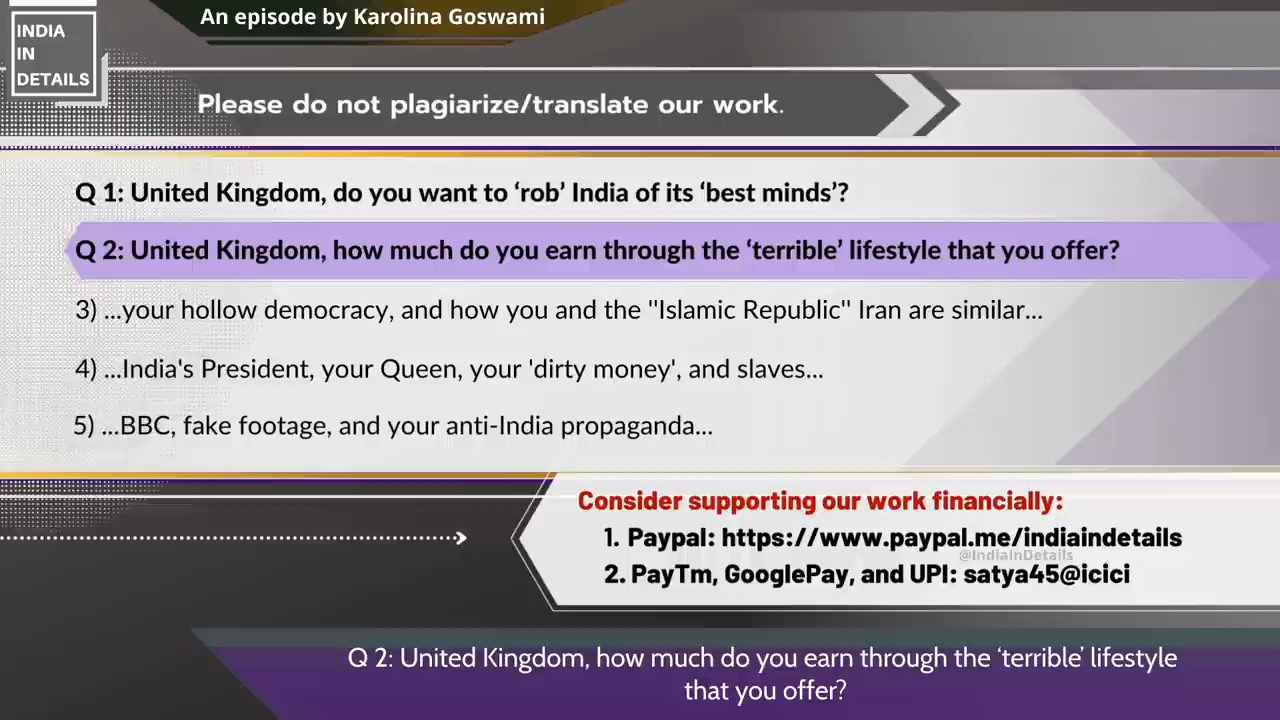 An episode by Karolina Goswami
INDIA
IN
DETAILS
Please do not plagiarize/translate our work.
Q 1: United Kingdom, do you want to ‘rob’ India of its ‘best minds’?
Q 2: United Kingdom, how much do you earn through the ‘terrible’ lifestyle that you offer?
3) ...your hollow democracy, and how you and the "Islamic Republic" Iran are similar...
4) ...India's President, your Queen, your 'dirty money', and slaves...
5) ...BBC, fake footage, and your anti-India propaganda...
Consider supporting our work financially:
1. Paypal: https://www.paypal.me/indiaindetails
@IndiaInDetails
2. PayTm, GooglePay, and UPI: satya45@icici
Q 2: United Kingdom, how much do you earn through the ‘terrible’ lifestyle
that you offer?